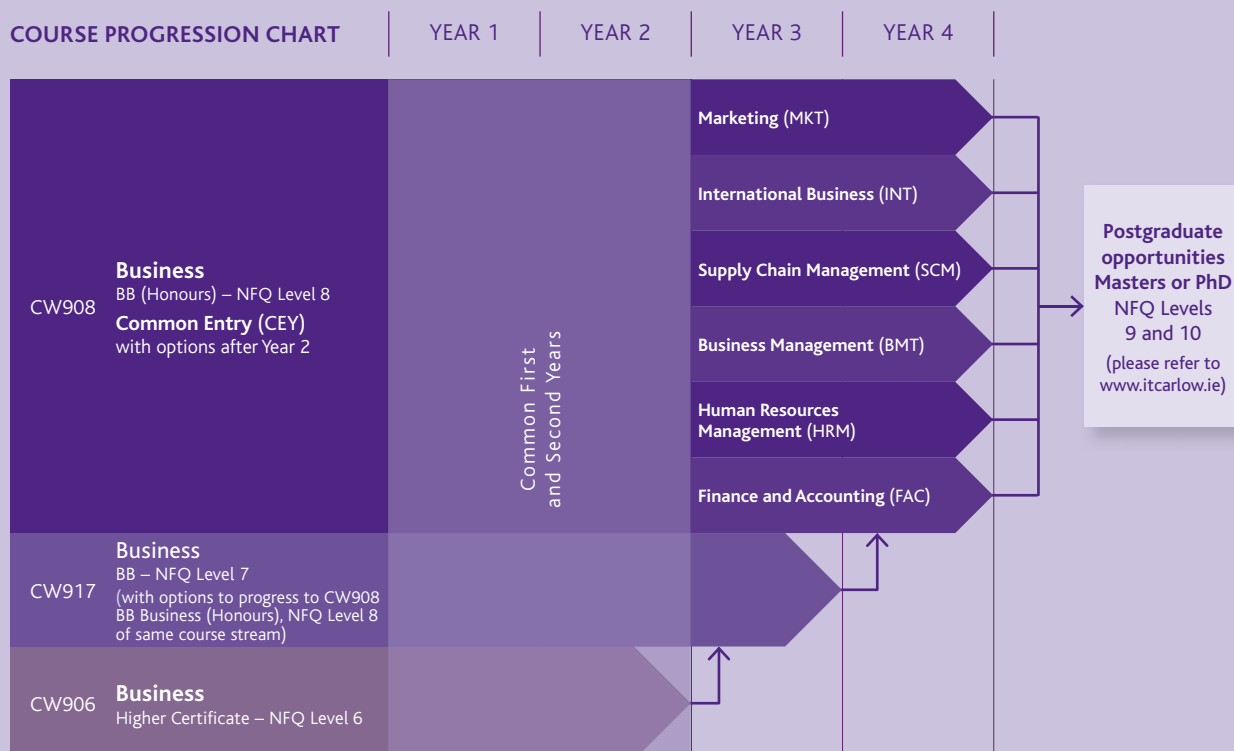 COURSE PROGRESSION CHART
YEAR 1
YEAR 2
YEAR 3
YEAR 4
CW908
Business
BB (Honours) – NFQ Level 8
Common Entry (CEY)
with options after Year 2
Common First
and Second Years
Marketing (MKT)
International Business (INT)
Supply Chain Management (SCM)
Business Management (BMT)
Human Resources
Management (HRM)
Finance and Accounting (FAC)
Postgraduate
opportunities
Masters or PhD
NFQ Levels
9 and 10
(please refer to
www.itcarlow.ie)
CW917
Business
BB – NFQ Level 7
(with options to progress to CW908
BB Business (Honours), NFQ Level 8
of same course stream)
CW906
Business
Higher Certificate – NFQ Level 6